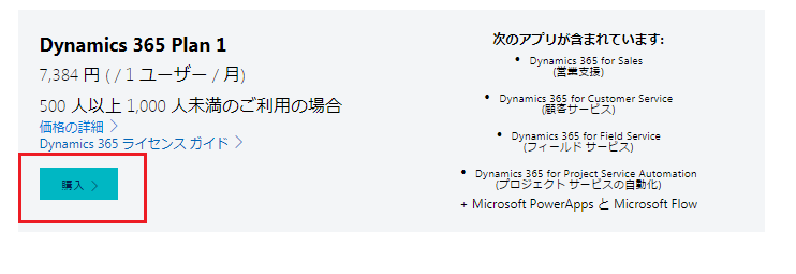 Dynamics 365 Plan 1
7,384 円 ( / 1 ユーザー / 月)
500 人以上 1,000 人未満のご利用の場合
価格の詳細 〉
Dynamics 365 ライセンス ガイド 〉
購入 〉
次のアプリが含まれています:
• Dynamics 365 for Sales
(営業支援)
• Dynamics 365 for Customer Service
(顧客サービス)
• Dynamics 365 for Field Service
(フィールド サービス)
• Dynamics 365 for Project Service Automation
(プロジェクト サービスの自動化)
+ Microsoft PowerApps と Microsoft Flow